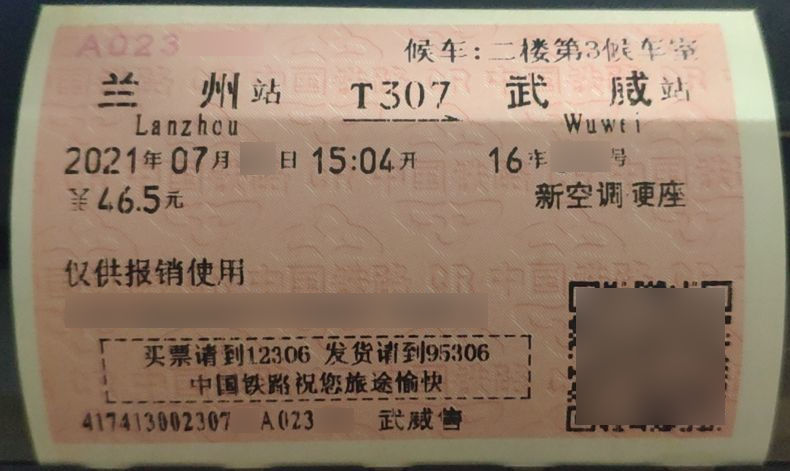 A023
候车:二楼第3候车室
兰州站 T307 武威站
Lanzhou Wuwei
2021年07月 日 15:04开 16车 号
¥46.5元 新空调硬座
仅供报销使用
买票请到12306 发货请到95306
中国铁路祝您旅途愉快
417413002307 A023 武威售